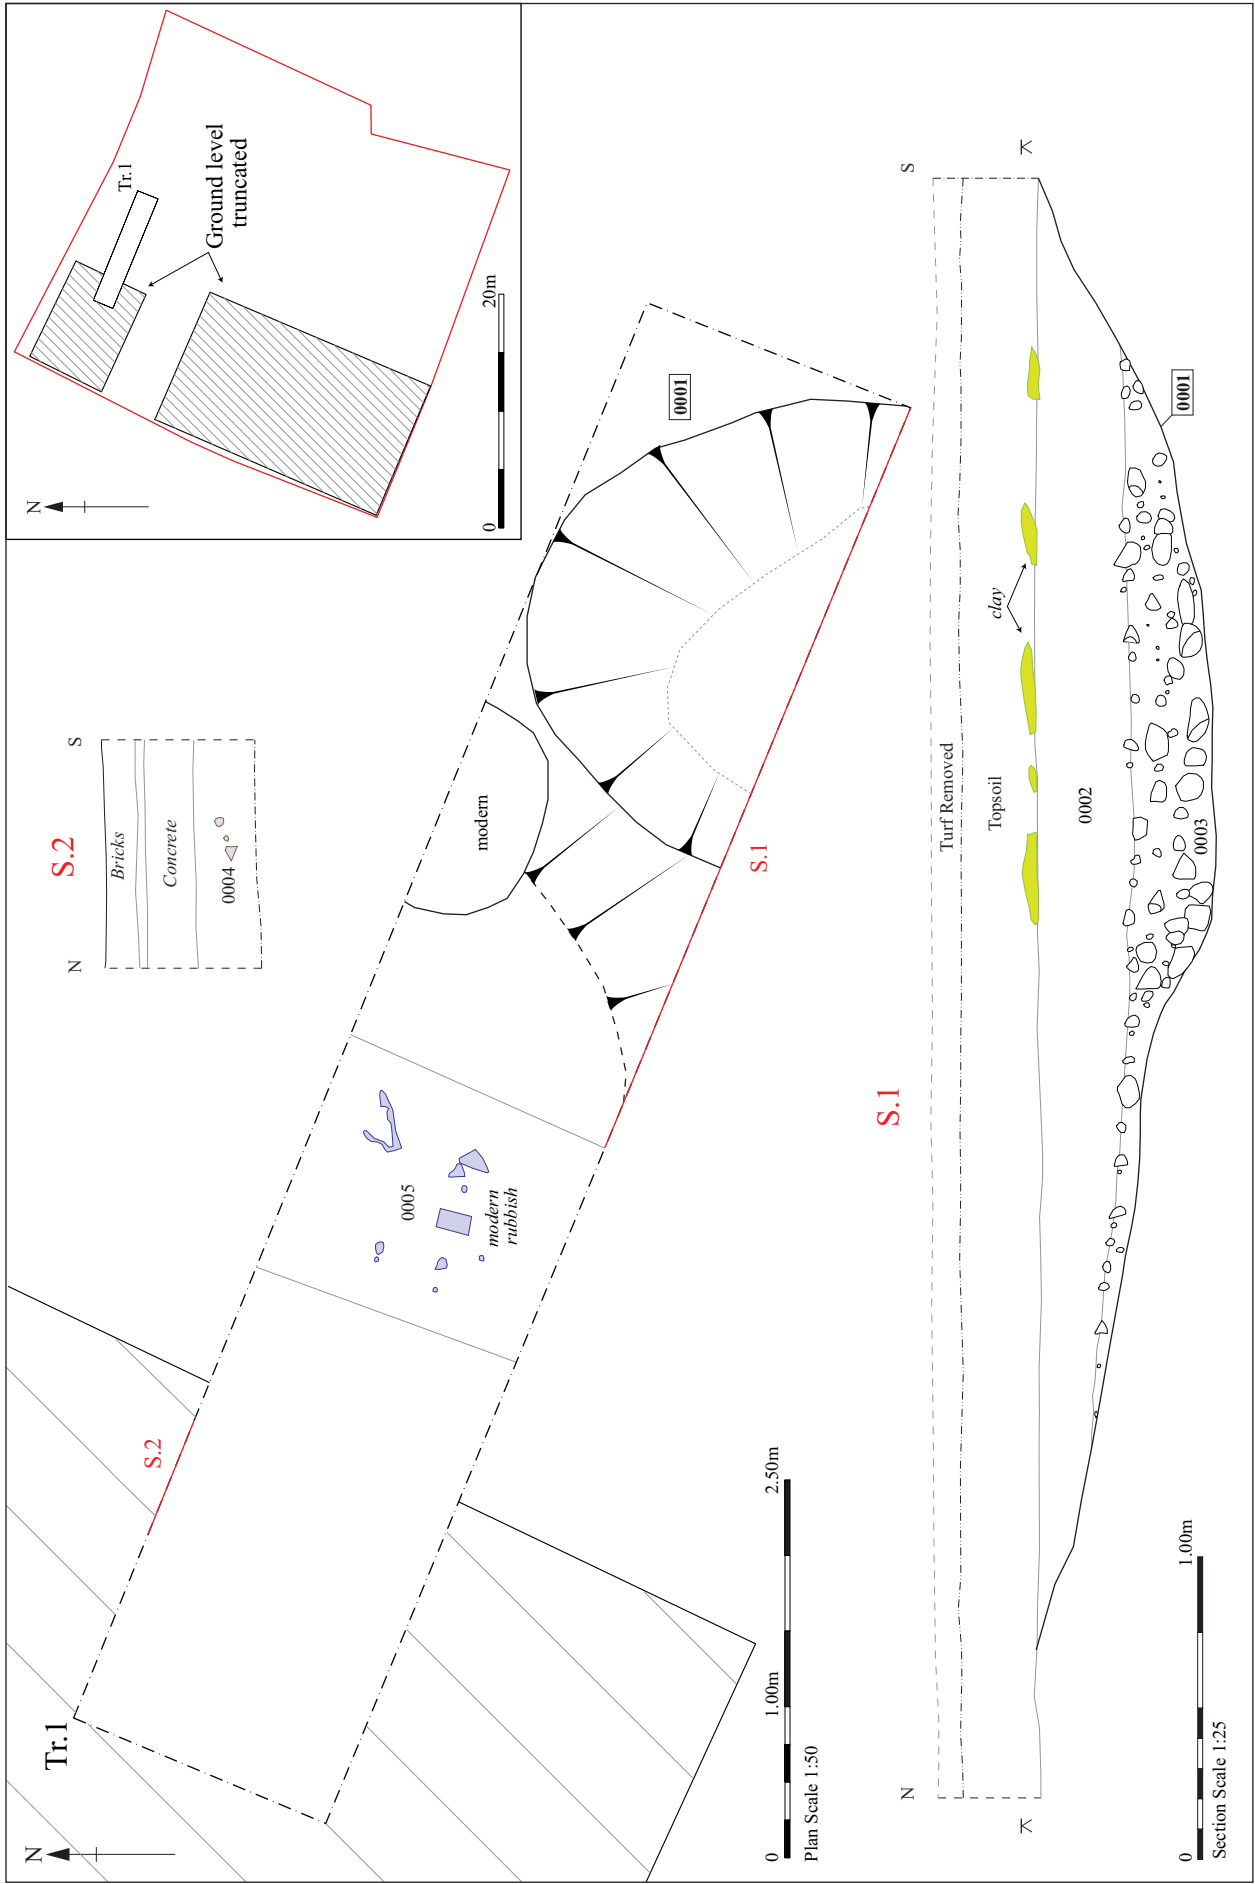 N
Tr.1
Ground level
truncated
0
20m
S.2
N
S
Bricks
Concrete
0004
Tr.1
N
S.2
modern
0001
0005
modern
rubbish
S.1
0
1.00m
2.50m
Plan Scale 1:50
S.1
N
S
Turf Removed
Topsoil
clay
0002
0003
0001
K
K
0
1.00m
Section Scale 1:25